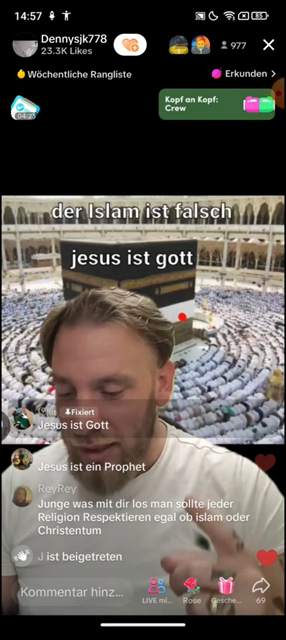 14:57
85
Dennysjk778
23.3K Likes
977
Wöchentliche Rangliste
Erkunden >
04:23
Kopf an Kopf:
Crew
der Islam ist falsch
jesus ist gott
Fixiert
Jesus ist Gott
Jesus ist ein Prophet
ReyRey
Junge was mit dir los man sollte jeder
Religion Respektieren egal ob islam oder
Christentum
J ist beigetreten
Kommentar hinz...
LIVE mi...
Rose
Gesche...
69